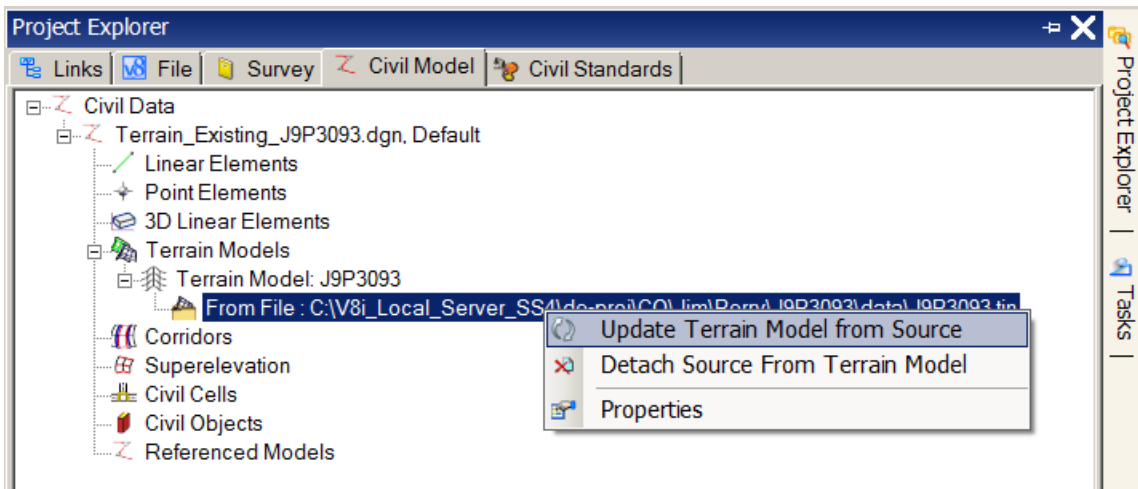 Project Explorer
Links File Survey Civil Model Civil Standards
Civil Data
Terrain_Existing_J9P3093.dgn, Default
Linear Elements
Point Elements
3D Linear Elements
Terrain Models
Terrain Model: J9P3093
From File : C:\V8i_Local_Server_SS4\de-proj\CO\Jim\Perry\J9P3093\data\J9P3093.tin
Update Terrain Model from Source
Detach Source From Terrain Model
Properties
Corridors
Superelevation
Civil Cells
Civil Objects
Referenced Models
Project Explorer
Tasks